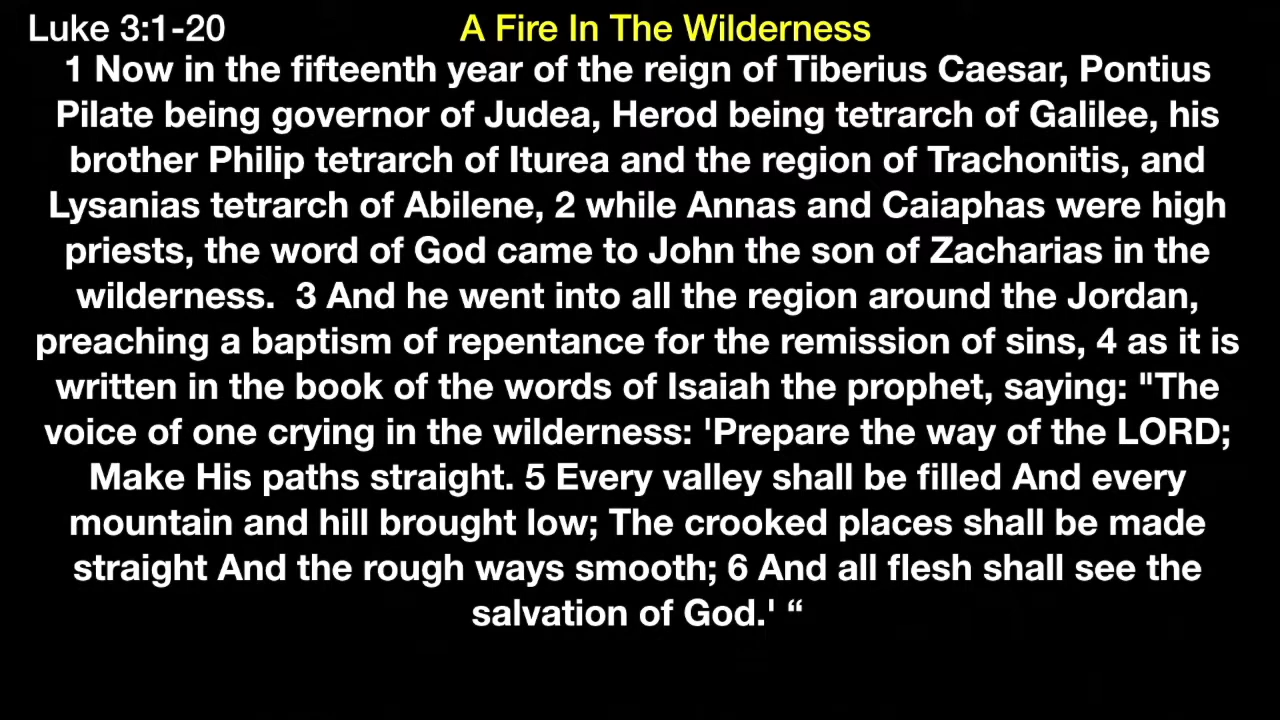 Luke 3:1-20 A Fire In The Wilderness
1 Now in the fifteenth year of the reign of Tiberius Caesar, Pontius
Pilate being governor of Judea, Herod being tetrarch of Galilee, his
brother Philip tetrarch of Iturea and the region of Trachonitis, and
Lysanias tetrarch of Abilene, 2 while Annas and Caiaphas were high
priests, the word of God came to John the son of Zacharias in the
wilderness.  3 And he went into all the region around the Jordan,
preaching a baptism of repentance for the remission of sins, 4 as it is
written in the book of the words of Isaiah the prophet, saying: "The
voice of one crying in the wilderness: 'Prepare the way of the LORD;
Make His paths straight. 5 Every valley shall be filled And every
mountain and hill brought low; The crooked places shall be made
straight And the rough ways smooth; 6 And all flesh shall see the
salvation of God.' “